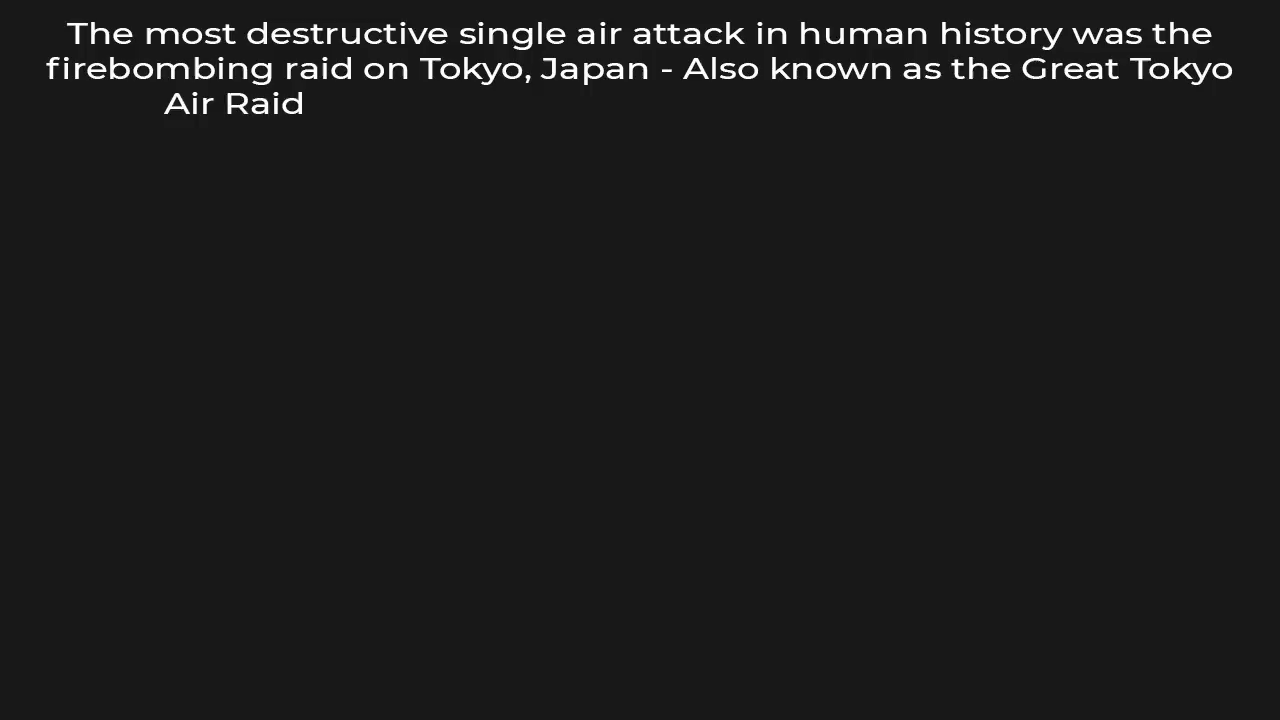 The most destructive single air attack in human history was the
firebombing raid on Tokyo, Japan - Also known as the Great Tokyo
Air Raid